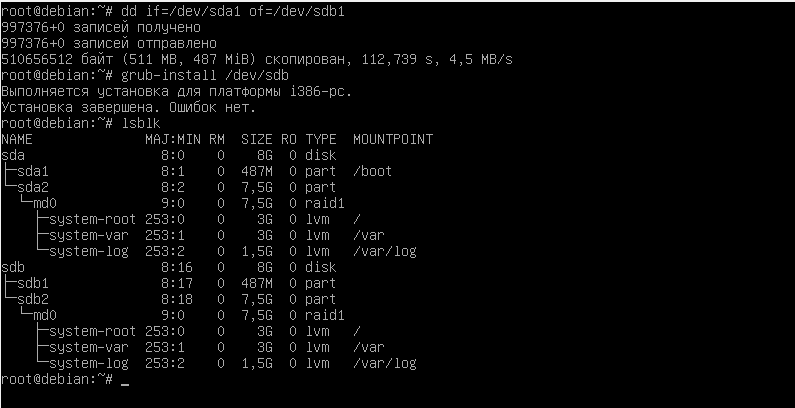 root@debian:~# dd if=/dev/sda1 of=/dev/sdb1
997376+0 записей получено
997376+0 записей отправлено
510656512 байт (511 MB, 487 MiB) скопирован, 112,739 s, 4,5 MB/s
root@debian:~# grub-install /dev/sdb
Выполняется установка для платформы i386-pc.
Установка завершена. Ошибок нет.
root@debian:~# lsblk
NAME              MAJ:MIN RM  SIZE RO TYPE  MOUNTPOINT
sda                 8:0    0    8G  0 disk
├─sda1              8:1    0  487M  0 part  /boot
└─sda2              8:2    0  7,5G  0 part
  └─md0             9:0    0  7,5G  0 raid1
    ├─system-root 253:0    0    3G  0 lvm   /
    ├─system-var  253:1    0    3G  0 lvm   /var
    └─system-log  253:2    0  1,5G  0 lvm   /var/log
sdb                 8:16   0    8G  0 disk
├─sdb1              8:17   0  487M  0 part
└─sdb2              8:18   0  7,5G  0 part
  └─md0             9:0    0  7,5G  0 raid1
    ├─system-root 253:0    0    3G  0 lvm   /
    ├─system-var  253:1    0    3G  0 lvm   /var
    └─system-log  253:2    0  1,5G  0 lvm   /var/log
root@debian:~# _